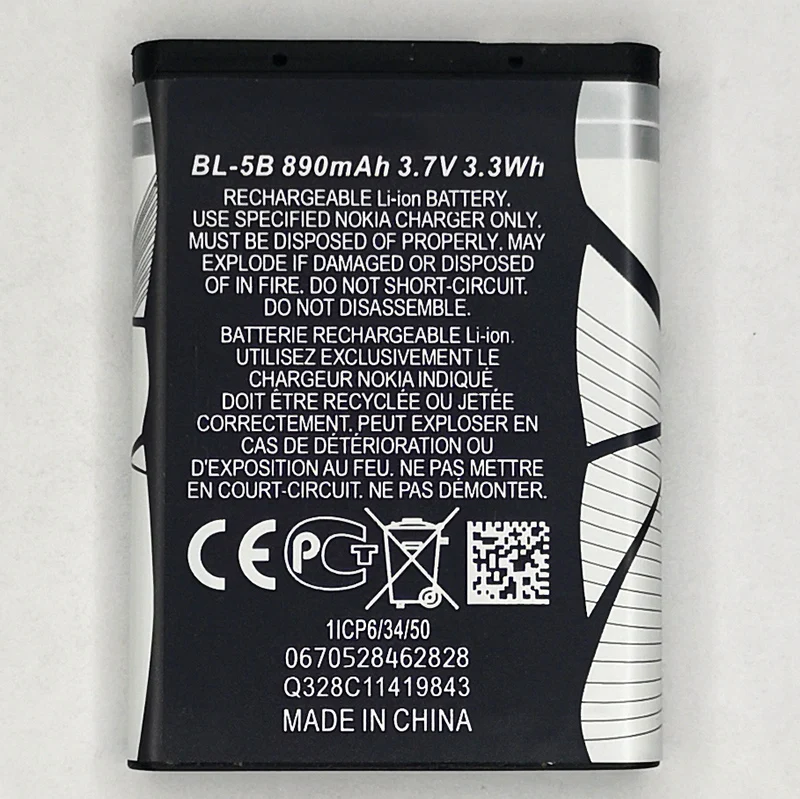 BL-5B 890mAh 3.7V 3.3Wh
RECHARGEABLE Li-ion BATTERY.
USE SPECIFIED NOKIA CHARGER ONLY.
MUST BE DISPOSED OF PROPERLY. MAY
EXPLODE IF DAMAGED OR DISPOSED
OF IN FIRE. DO NOT SHORT-CIRCUIT.
DO NOT DISASSEMBLE.
BATTERIE RECHARGEABLE Li-ion.
UTILISEZ EXCLUSIVEMENT LE
CHARGEUR NOKIA INDIQUÉ,
DOIT ÊTRE RECYCLÉE OU JETÉE
CORRECTEMENT. PEUT EXPLOSER EN
CAS DE DÉTÉRIORATION OU
D'EXPOSITION AU FEU. NE PAS METTRE
EN COURT-CIRCUIT. NE PAS DÉMONTER.
CE PCT
1ICP6/34/50
0670528462828
Q328C11419843
MADE IN CHINA